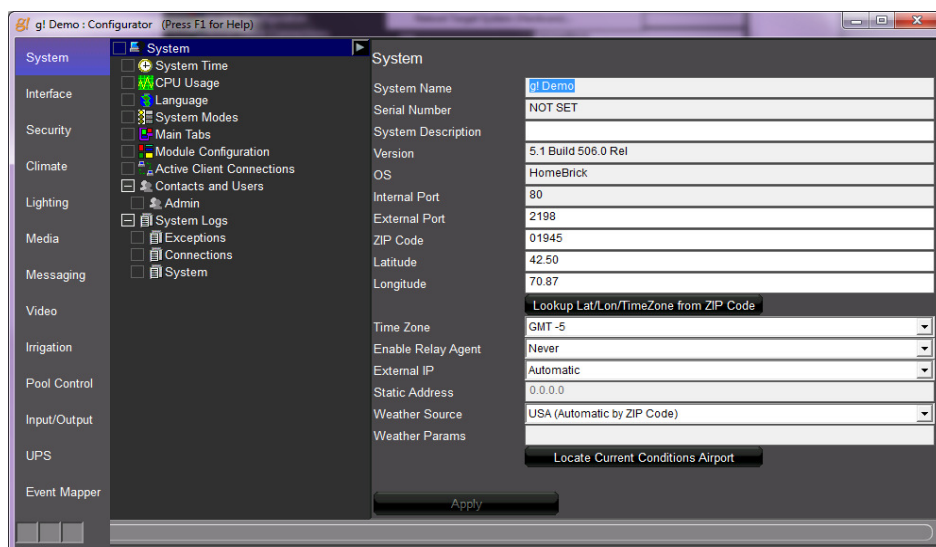 g! g! Demo : Configurator (Press F1 for Help)
System
Interface
Security
Climate
Lighting
Media
Messaging
Video
Irrigation
Pool Control
Input/Output
UPS
Event Mapper
System
System Time
CPU Usage
Language
System Modes
Main Tabs
Module Configuration
Active Client Connections
Contacts and Users
Admin
System Logs
Exceptions
Connections
System
System
System Name g! Demo
Serial Number NOT SET
System Description
Version 5.1 Build 506.0 Rel
OS HomeBrick
Internal Port 80
External Port 2198
ZIP Code 01945
Latitude 42.50
Longitude 70.87
Lookup Lat/Lon/TimeZone from ZIP Code
Time Zone GMT -5
Enable Relay Agent Never
External IP Automatic
Static Address 0.0.0.0
Weather Source USA (Automatic by ZIP Code)
Weather Params
Locate Current Conditions Airport
Apply